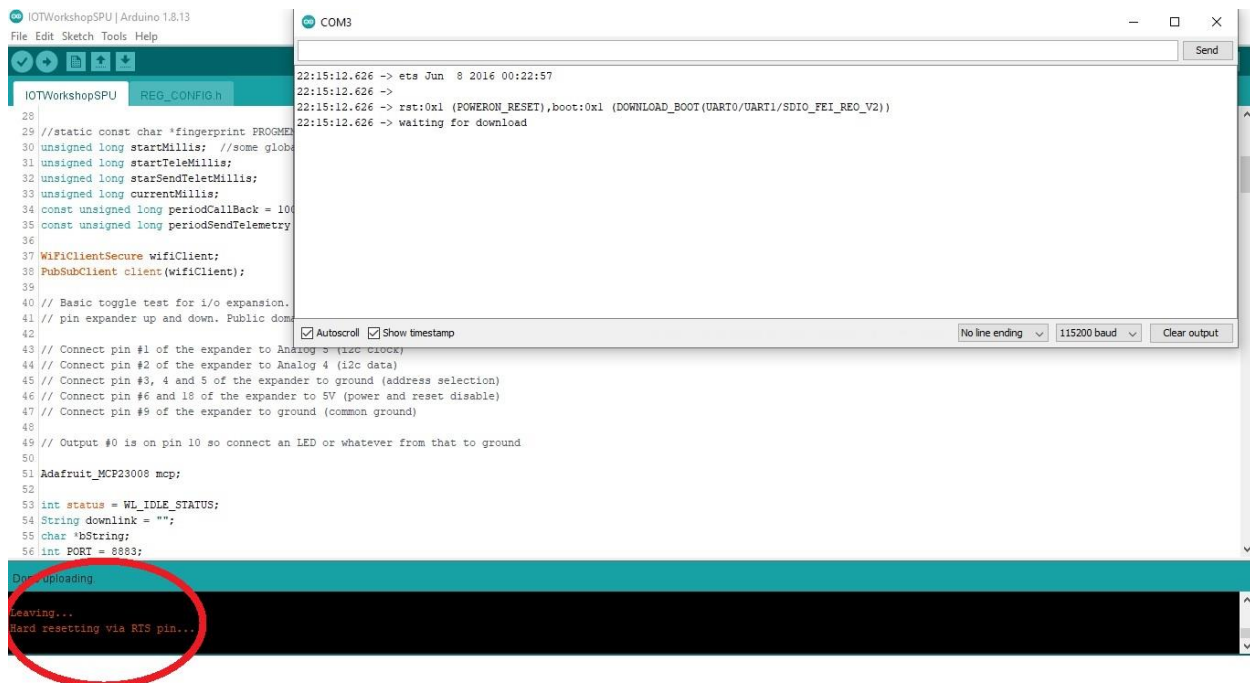 IOTWorkshopSPU | Arduino 1.8.13
File Edit Sketch Tools Help
IOTWorkshopSPU REG_CONFIG.h
COM3
Send
22:15:12.626 -> ets Jun  8 2016 00:22:57
22:15:12.626 ->
22:15:12.626 -> rst:0x1 (POWERON_RESET),boot:0x1 (DOWNLOAD_BOOT(UART0/UART1/SDIO_FEI_REO_V2))
22:15:12.626 -> waiting for download
Autoscroll Show timestamp No line ending 115200 baud Clear output
28
29 //static const char *fingerprint PROGMEM
30 unsigned long startMillis;  //some globa
31 unsigned long startTeleMillis;
32 unsigned long starSendTeletMillis;
33 unsigned long currentMillis;
34 const unsigned long periodCallBack = 100
35 const unsigned long periodSendTelemetry
36
37 WiFiClientSecure wifiClient;
38 PubSubClient client(wifiClient);
39
40 // Basic toggle test for i/o expansion.
41 // pin expander up and down. Public doma
42
43 // Connect pin #1 of the expander to Analog 5 (i2c clock)
44 // Connect pin #2 of the expander to Analog 4 (i2c data)
45 // Connect pin #3, 4 and 5 of the expander to ground (address selection)
46 // Connect pin #6 and 18 of the expander to 5V (power and reset disable)
47 // Connect pin #9 of the expander to ground (common ground)
48
49 // Output #0 is on pin 10 so connect an LED or whatever from that to ground
50
51 Adafruit_MCP23008 mcp;
52
53 int status = WL_IDLE_STATUS;
54 String downlink = "";
55 char *bString;
56 int PORT = 8883;
Done uploading.
Leaving...
Hard resetting via RTS pin...